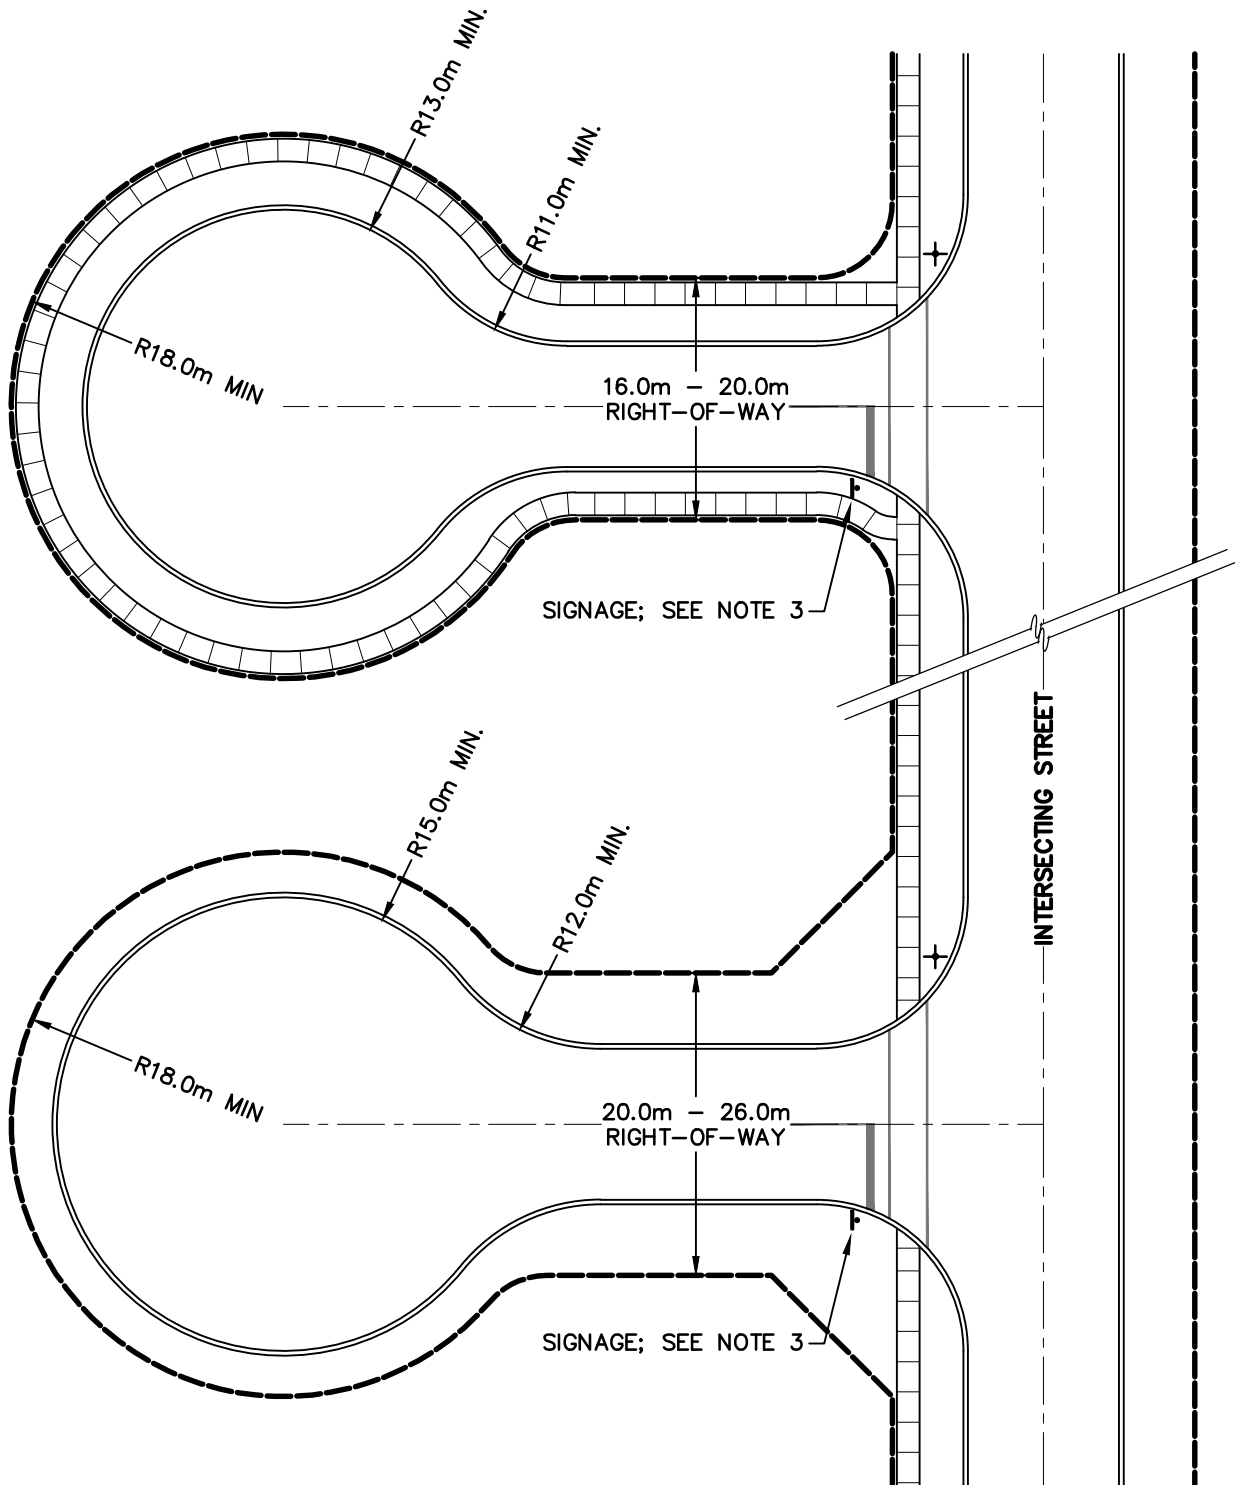 R13.0m MIN.
R11.0m MIN.
R18.0m MIN
16.0m - 20.0m
RIGHT-OF-WAY
SIGNAGE; SEE NOTE 3
INTERSECTING STREET
R15.0m MIN.
R12.0m MIN.
R18.0m MIN
20.0m - 26.0m
RIGHT-OF-WAY
SIGNAGE; SEE NOTE 3